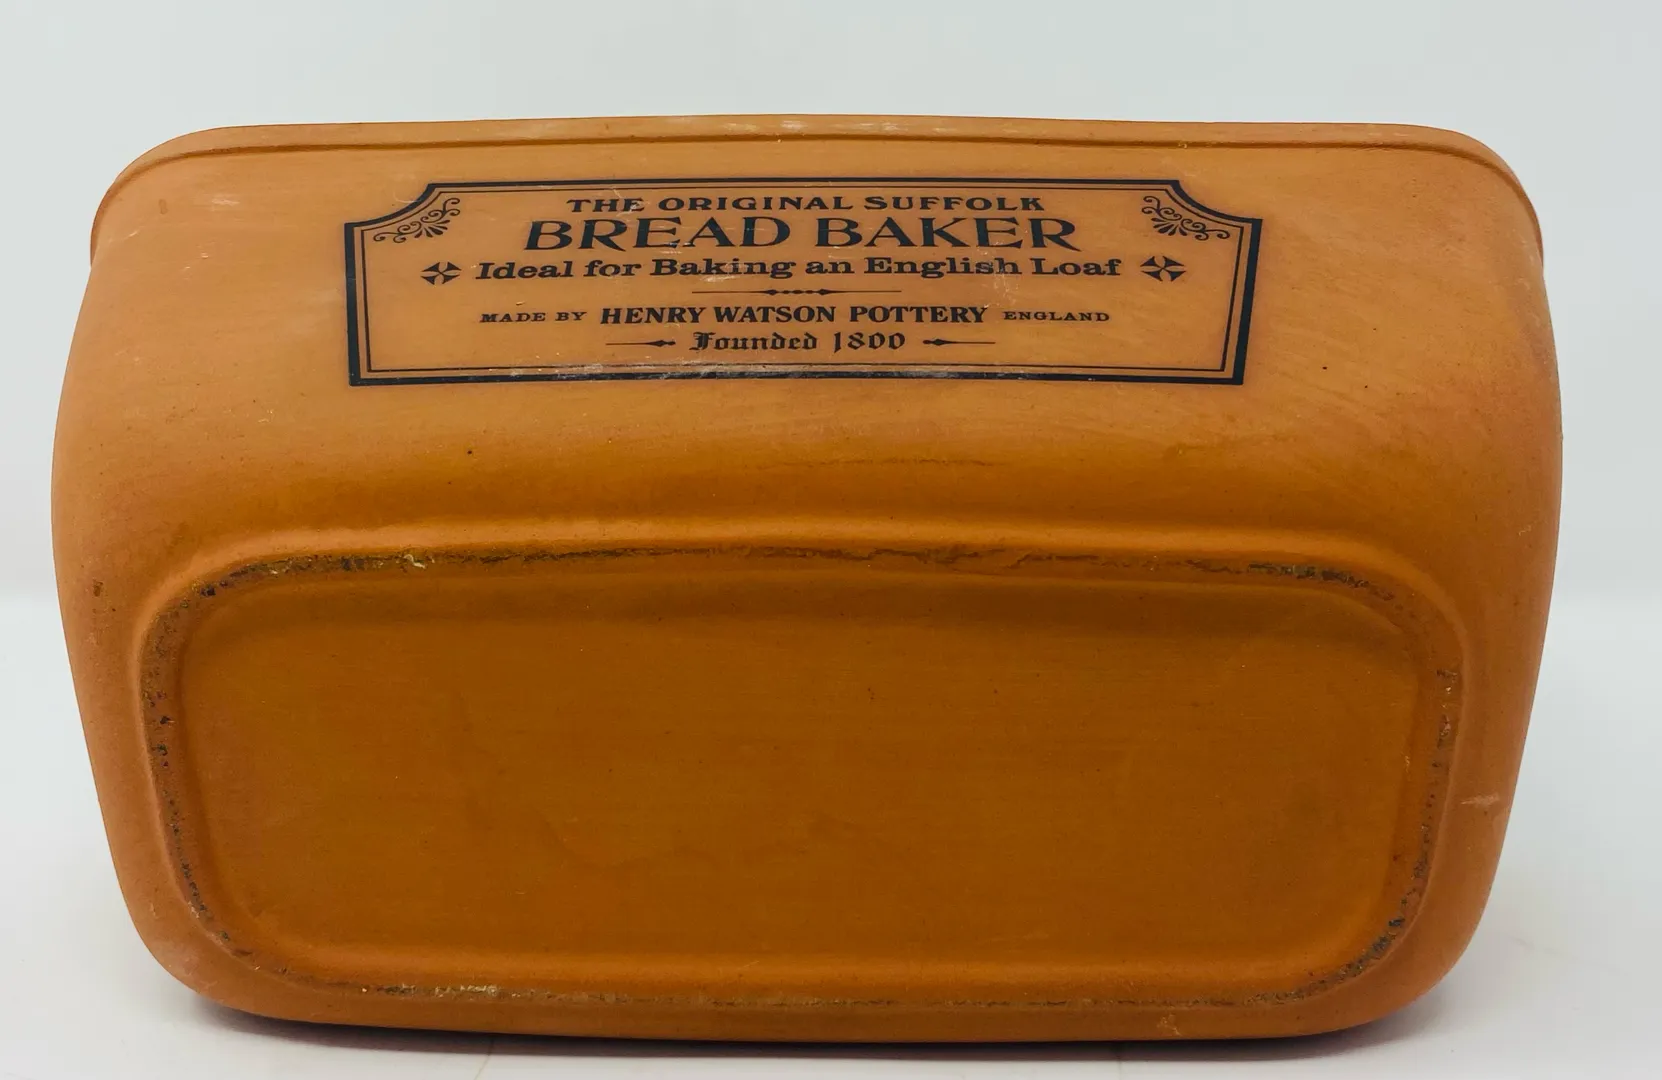 THE ORIGINAL SUFFOLK
BREAD BAKER
Ideal for Baking an English Loaf
MADE BY HENRY WATSON POTTERY ENGLAND
Founded 1800